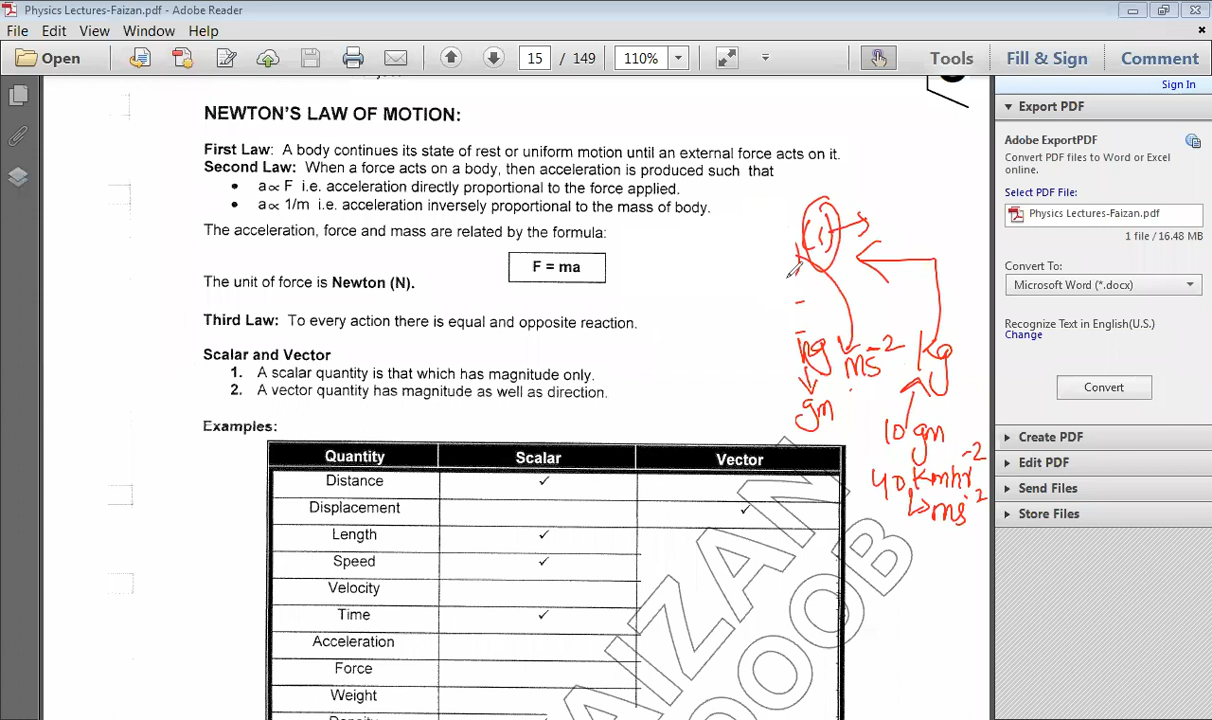 Physics Lectures-Faizan.pdf - Adobe Reader
File Edit View Window Help
Open 15 / 149 110% Tools Fill & Sign Comment
Sign In
NEWTON'S LAW OF MOTION:
First Law: A body continues its state of rest or uniform motion until an external force acts on it.
Second Law: When a force acts on a body, then acceleration is produced such that
• a∝ F i.e. acceleration directly proportional to the force applied.
• a∝ 1/m i.e. acceleration inversely proportional to the mass of body.
The acceleration, force and mass are related by the formula:
F = ma
The unit of force is Newton (N).
Third Law: To every action there is equal and opposite reaction.
Scalar and Vector
1. A scalar quantity is that which has magnitude only.
2. A vector quantity has magnitude as well as direction.
Examples:
Quantity Scalar Vector
Distance ✓
Displacement ✓
Length ✓
Speed ✓
Velocity
Time ✓
Acceleration
Force
Weight
kg ms-2 kg
gm
10 gm
40 kmhr-2
ms-2
FAIZAN
Export PDF
Adobe ExportPDF
Convert PDF files to Word or Excel
online.
Select PDF File:
Physics Lectures-Faizan.pdf
1 file / 16.48 MB
Convert To:
Microsoft Word (*.docx)
Recognize Text in English(U.S.)
Change
Convert
Create PDF
Edit PDF
Send Files
Store Files